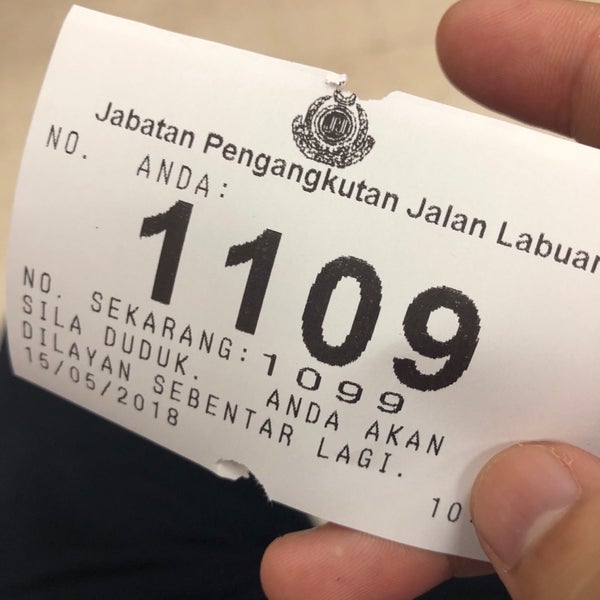 Jabatan Pengangkutan Jalan Labuan
NO. ANDA:
1109
NO. SEKARANG: 1099
SILA DUDUK. ANDA AKAN
DILAYAN SEBENTAR LAGI.
15/05/2018 10: